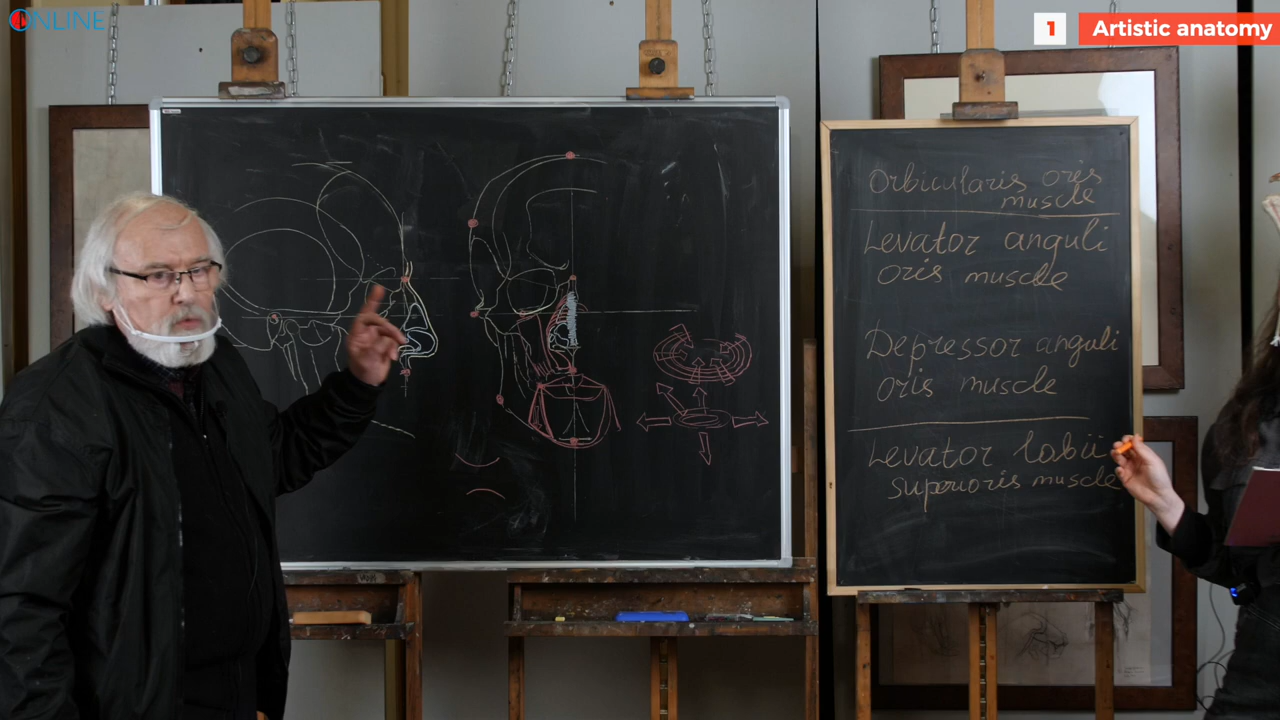 ONLINE
1 Artistic anatomy
Orbicularis oris
muscle
Levator anguli
oris muscle
Depressor anguli
oris muscle
Levator labii
superioris muscle